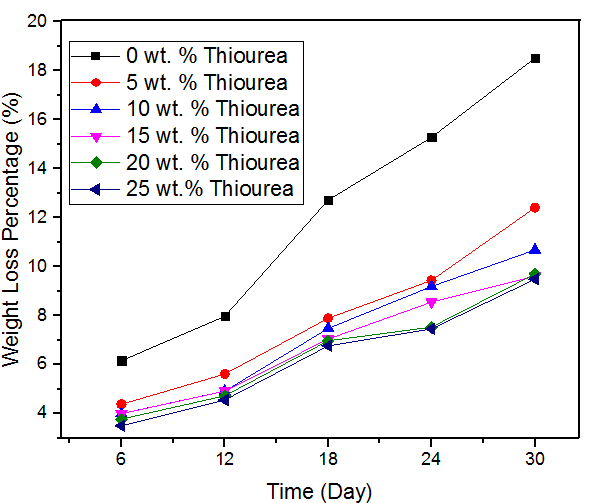 20
18
16
14
12
10
8
6
4
Weight Loss Percentage (%)
0 wt. % Thiourea
5 wt. % Thiourea
10 wt. % Thiourea
15 wt. % Thiourea
20 wt. % Thiourea
25 wt.% Thiourea
6 12 18 24 30
Time (Day)